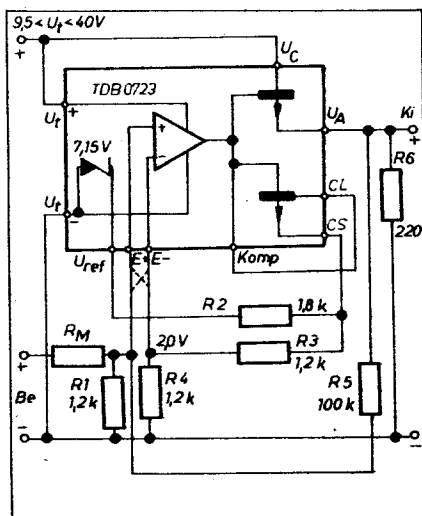 9,5 < Ut < 40V
+
UC
TDB 0723
Ut
+
+
−
7,15V
UA
Ki
+
R6
220
CL
CS
Ut
−
Uref
E+
E−
Komp
R2
1,8 k
2,0 V
R3
1,2 k
RM
+
R1
1,2 k
R4
1,2 k
R5
100 k
Be
−
−